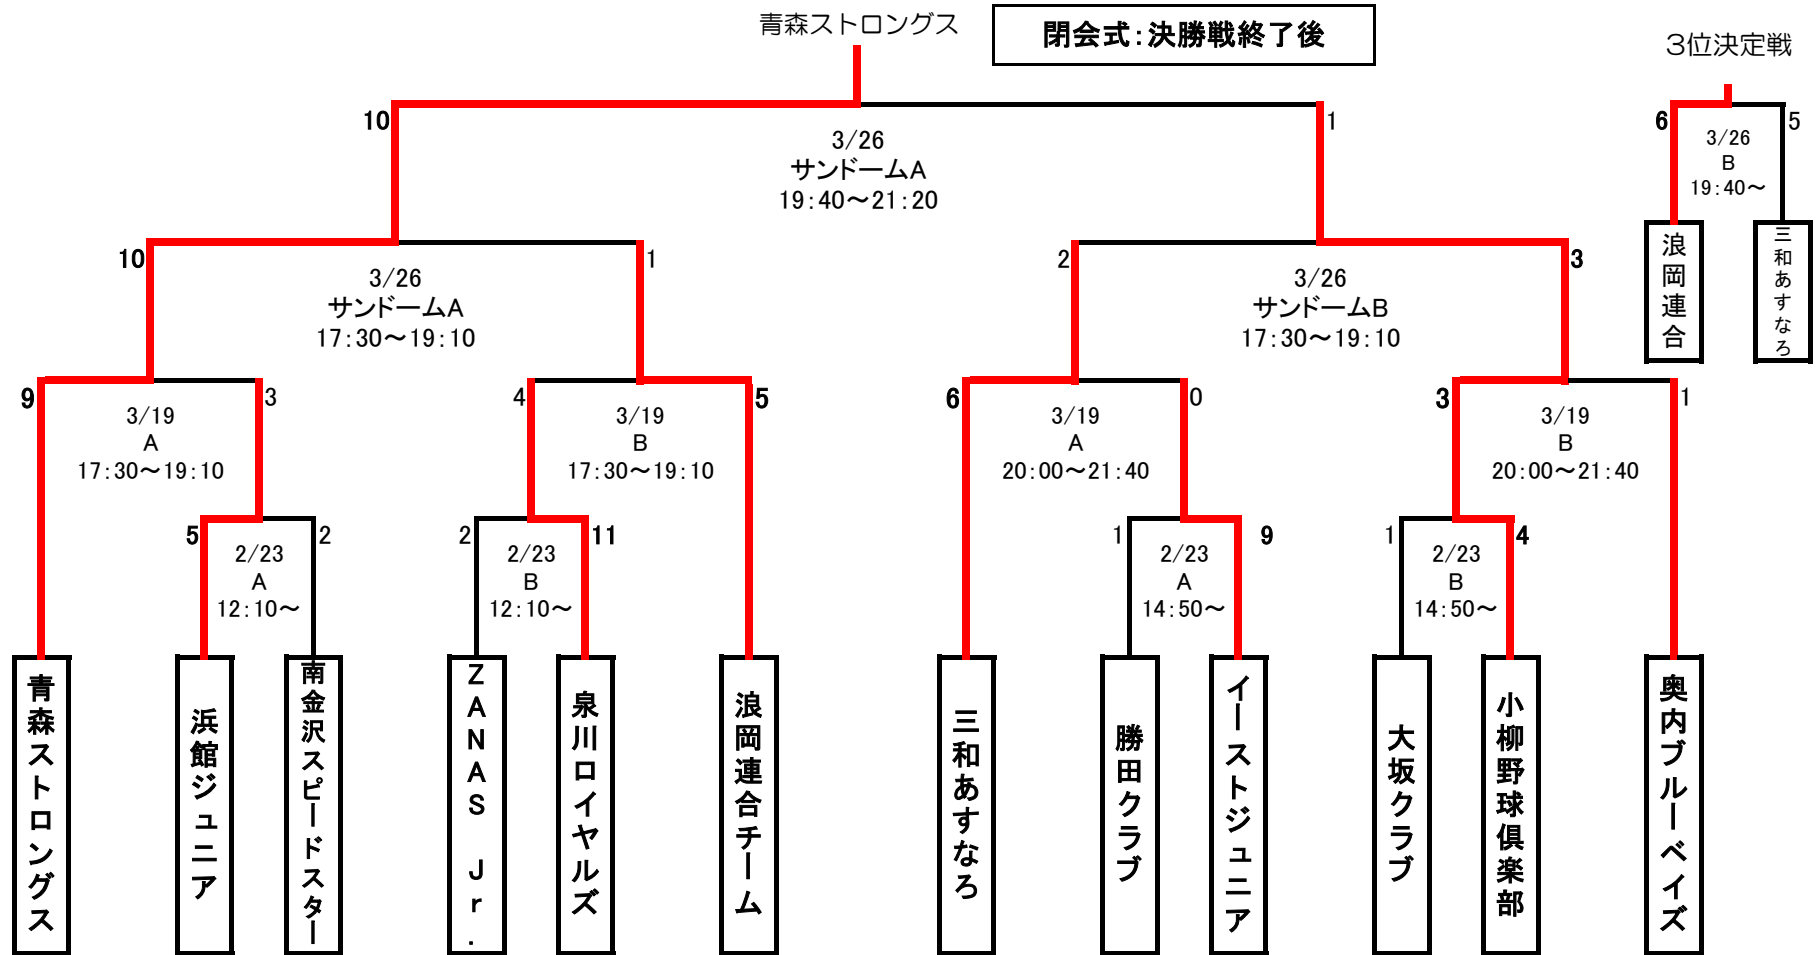 青森ストロングス
閉会式：決勝戦終了後
3位決定戦
10
1
3/26
サンドームA
19：40～21：20
6
5
3/26
B
19：40～
浪岡連合
三和あすなろ
10
1
3/26
サンドームA
17：30～19：10
2
3
3/26
サンドームB
17：30～19：10
9
3
3/19
A
17：30～19：10
4
5
3/19
B
17：30～19：10
6
0
3/19
A
20：00～21：40
3
1
3/19
B
20：00～21：40
5
2
2/23
A
12：10～
2
11
2/23
B
12：10～
1
9
2/23
A
14：50～
1
4
2/23
B
14：50～
青森ストロングス
浜館ジュニア
南金沢スピードスター
ZANAS Jr.
泉川ロイヤルズ
浪岡連合チーム
三和あすなろ
勝田クラブ
イーストジュニア
大坂クラブ
小柳野球倶楽部
奥内ブルーベイズ